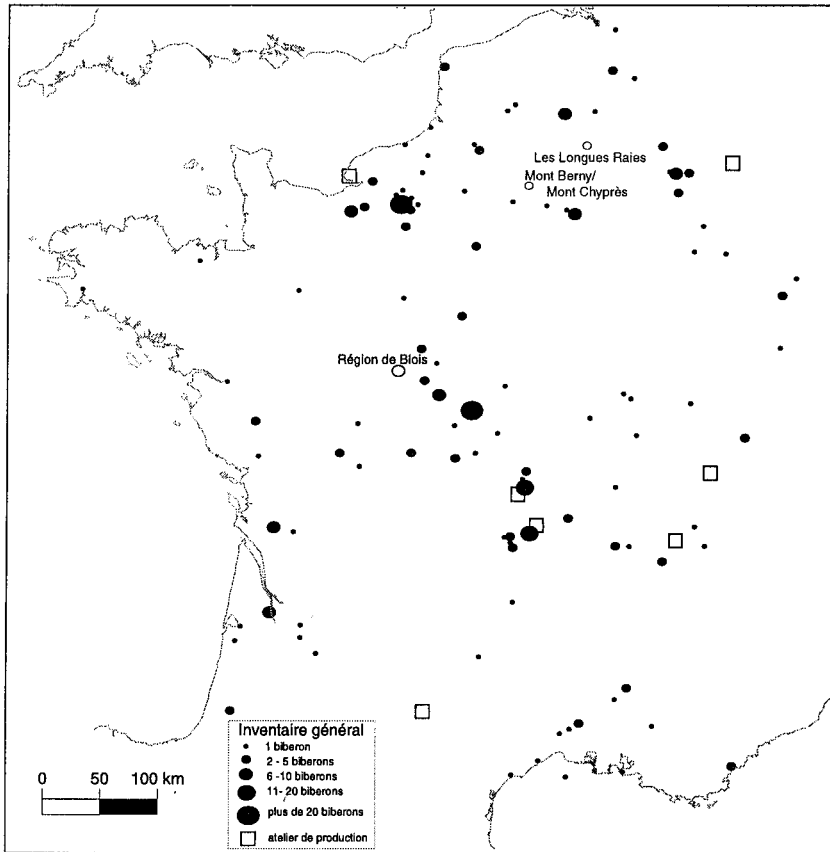 Les Longues Raies
Mont Berny/
Mont Chyprès
Région de Blois
Inventaire général
1 biberon
2 - 5 biberons
6 -10 biberons
11- 20 biberons
plus de 20 biberons
atelier de production
0 50 100 km